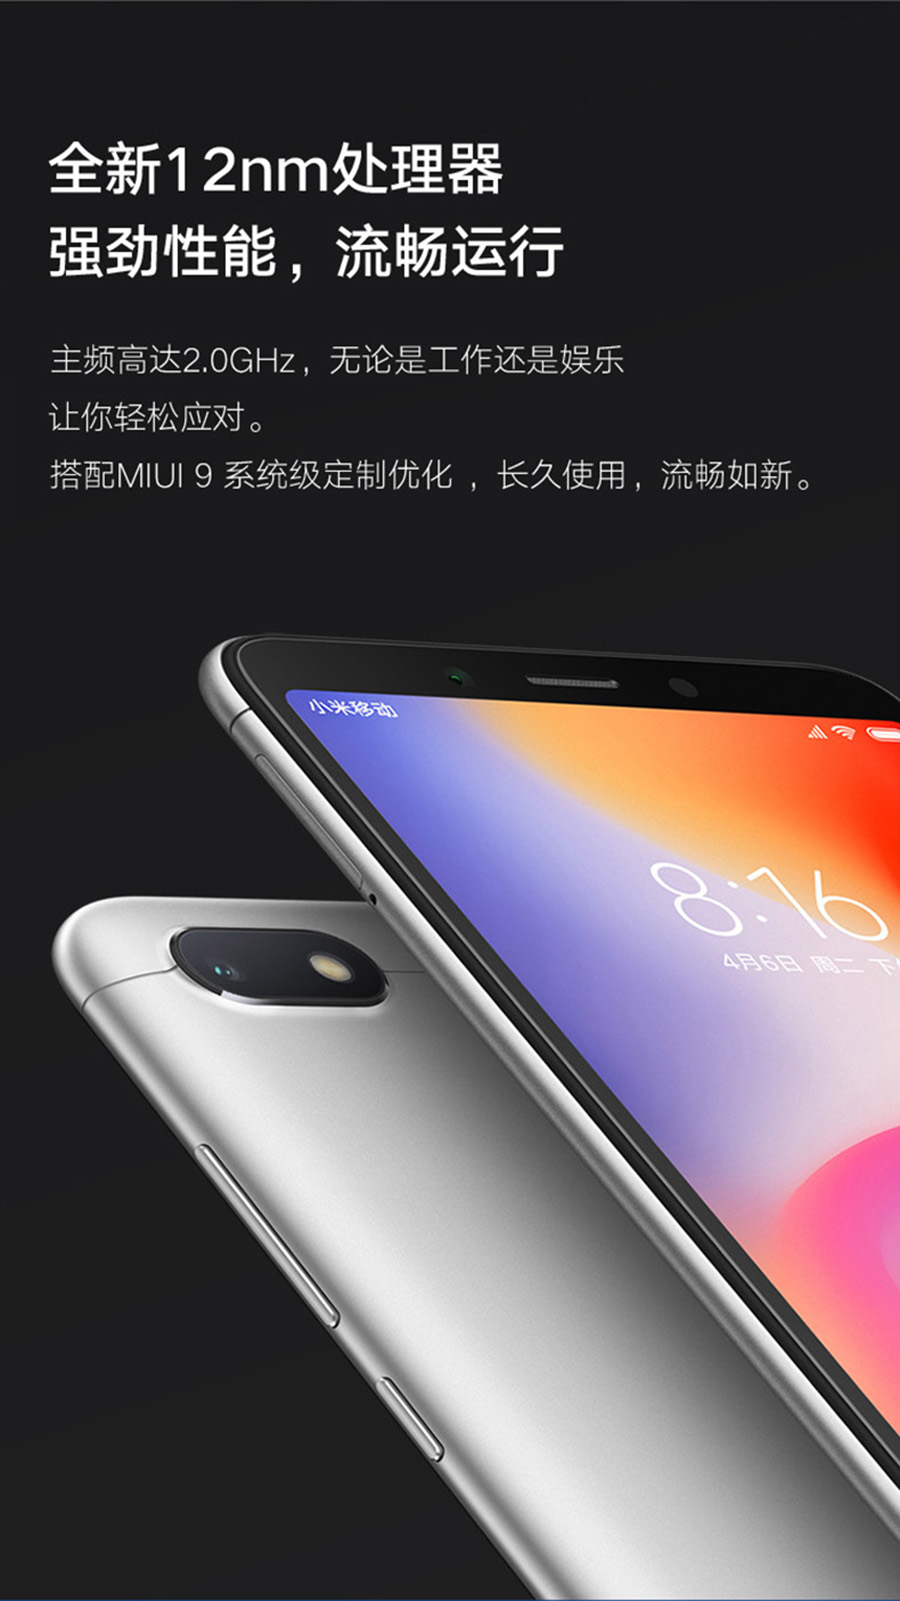 全新12nm处理器
强劲性能，流畅运行
主频高达2.0GHz，无论是工作还是娱乐
让你轻松应对。
搭配MIUI 9 系统级定制优化 ，长久使用，流畅如新。
小米移动
8:16
4月6日 周二 下